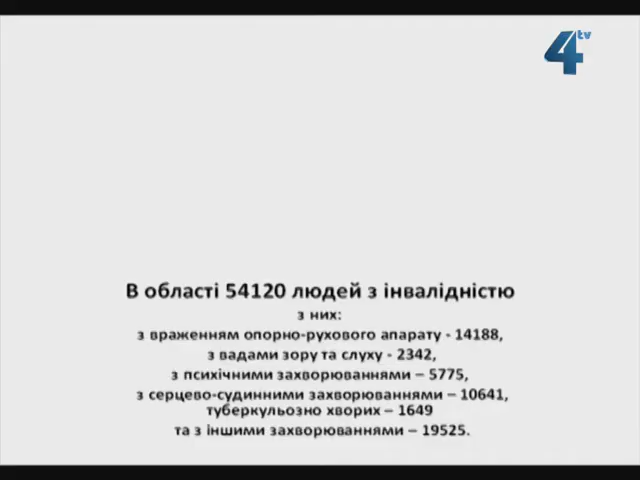 4tv
В області 54120 людей з інвалідністю
з них:
з враженням опорно-рухового апарату - 14188,
з вадами зору та слуху - 2342,
з психічними захворюваннями – 5775,
з серцево-судинними захворюваннями – 10641,
туберкульозно хворих – 1649
та з іншими захворюваннями – 19525.